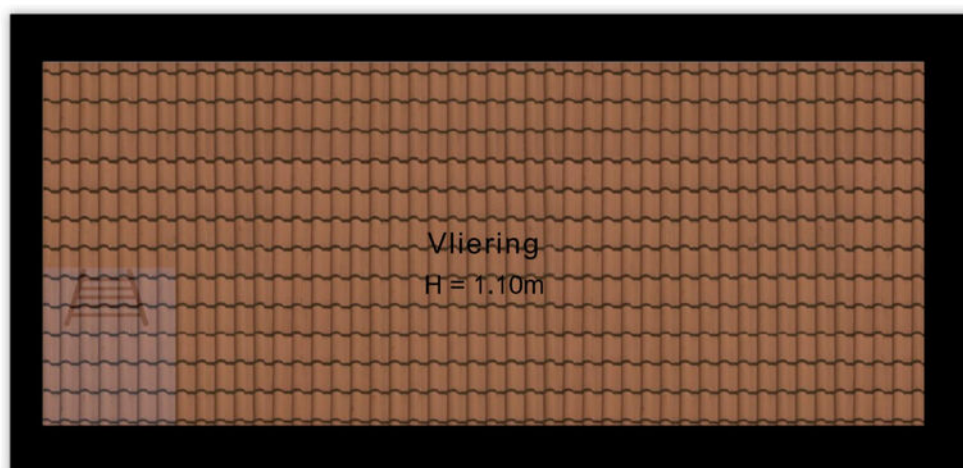 Vliering
H = 1.10m